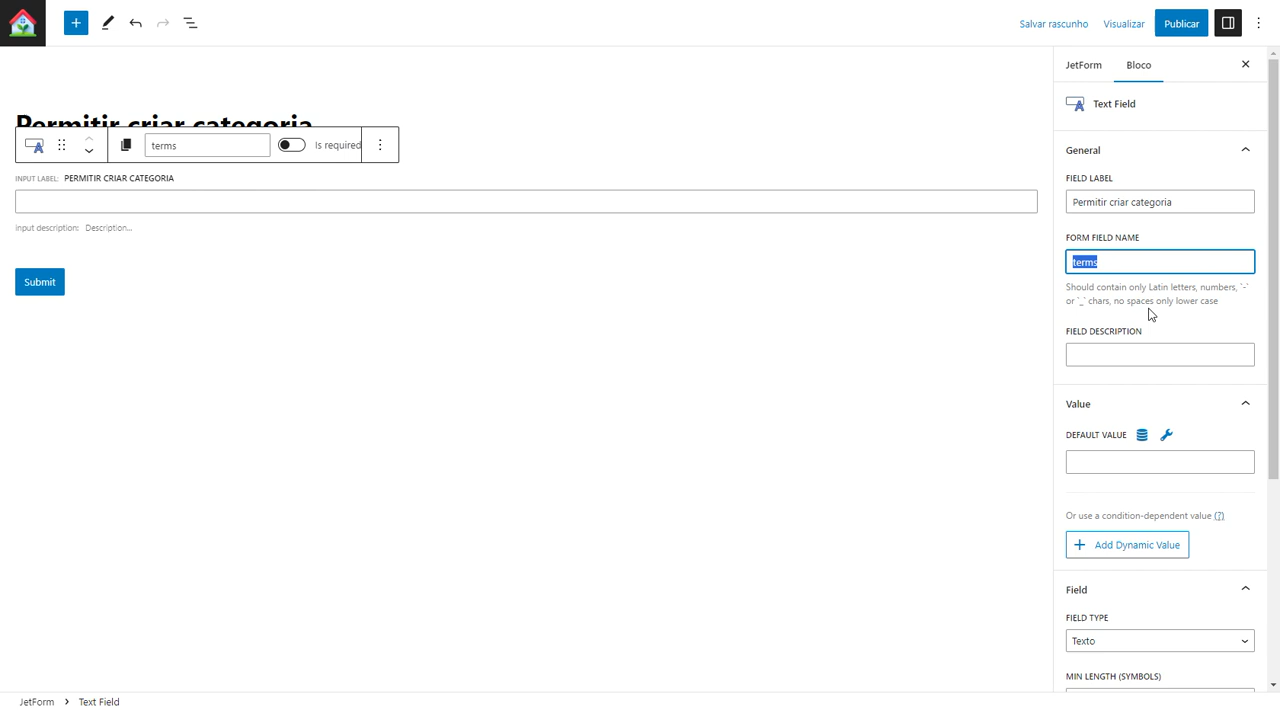 Salvar rascunho
Visualizar
Publicar
JetForm
Bloco
Text Field
Permitir criar categoria
terms
Is required
INPUT LABEL: PERMITIR CRIAR CATEGORIA
Input description: Description...
Submit
General
FIELD LABEL
Permitir criar categoria
FORM FIELD NAME
terms
Should contain only Latin letters, numbers, `-`
or `_` chars, no spaces only lower case
FIELD DESCRIPTION
Value
DEFAULT VALUE
Or use a condition-dependent value (?)
+ Add Dynamic Value
Field
FIELD TYPE
Texto
MIN LENGTH (SYMBOLS)
JetForm > Text Field